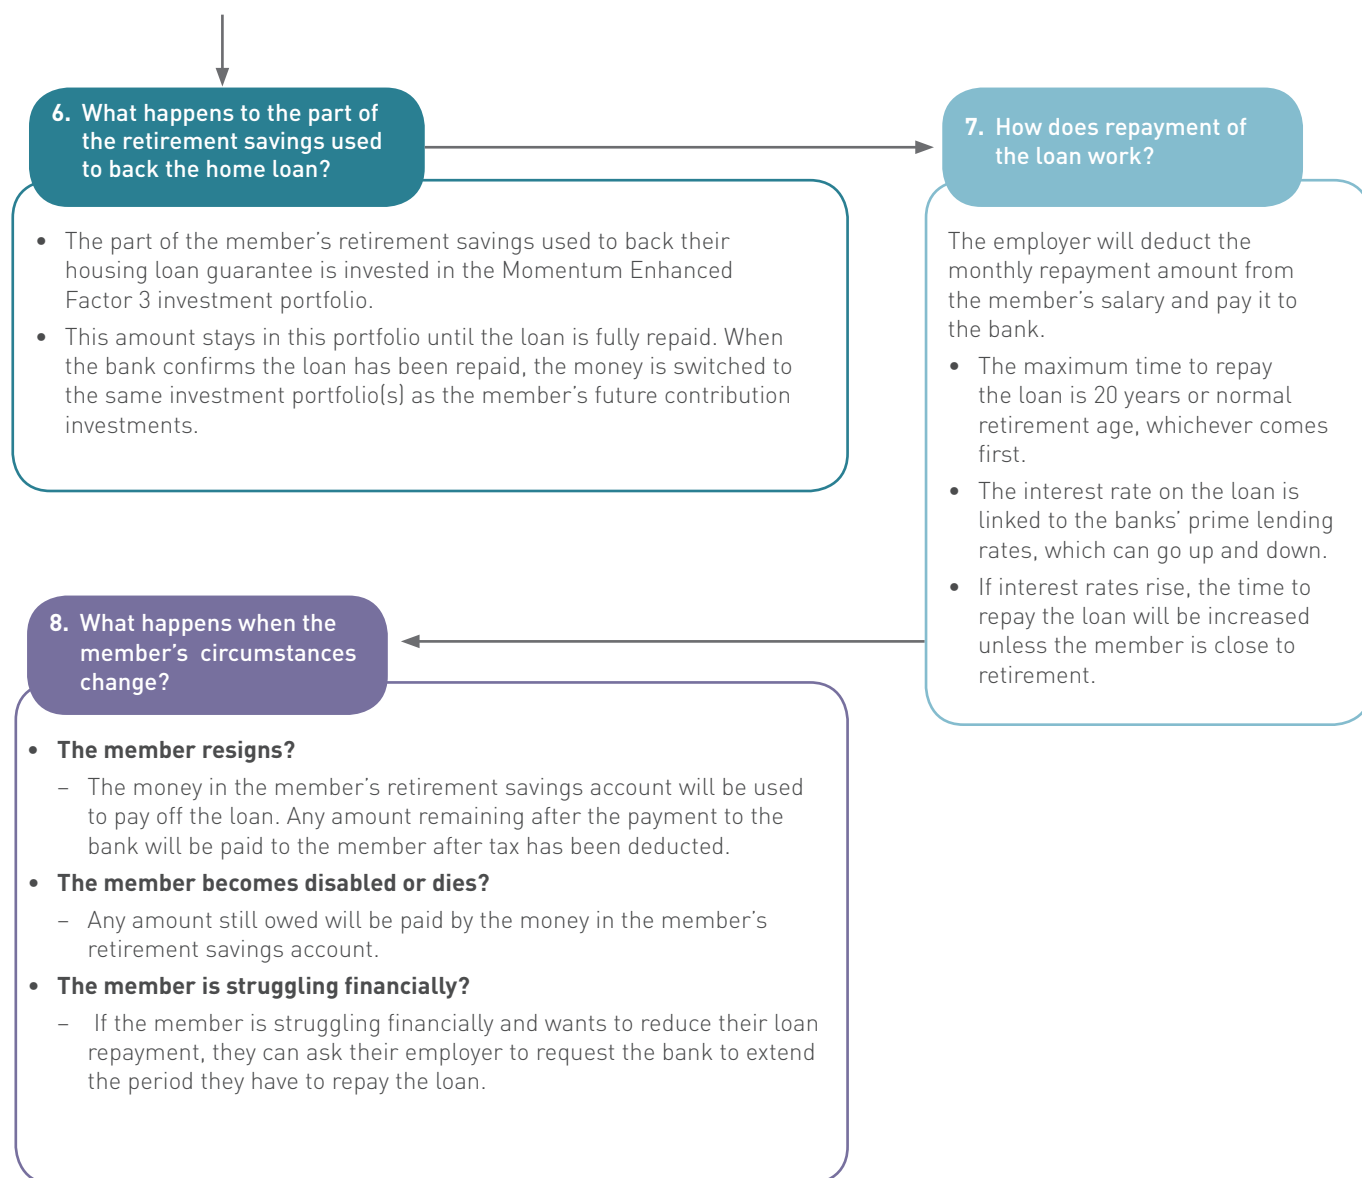 6. What happens to the part of
the retirement savings used
to back the home loan?
• The part of the member’s retirement savings used to back their
housing loan guarantee is invested in the Momentum Enhanced
Factor 3 investment portfolio.
• This amount stays in this portfolio until the loan is fully repaid. When
the bank confirms the loan has been repaid, the money is switched to
the same investment portfolio(s) as the member’s future contribution
investments.
7. How does repayment of
the loan work?
The employer will deduct the
monthly repayment amount from
the member’s salary and pay it to
the bank.
• The maximum time to repay
the loan is 20 years or normal
retirement age, whichever comes
first.
• The interest rate on the loan is
linked to the banks’ prime lending
rates, which can go up and down.
• If interest rates rise, the time to
repay the loan will be increased
unless the member is close to
retirement.
8. What happens when the
member’s circumstances
change?
• The member resigns?
– The money in the member’s retirement savings account will be used
to pay off the loan. Any amount remaining after the payment to the
bank will be paid to the member after tax has been deducted.
• The member becomes disabled or dies?
– Any amount still owed will be paid by the money in the member’s
retirement savings account.
• The member is struggling financially?
– If the member is struggling financially and wants to reduce their loan
repayment, they can ask their employer to request the bank to extend
the period they have to repay the loan.